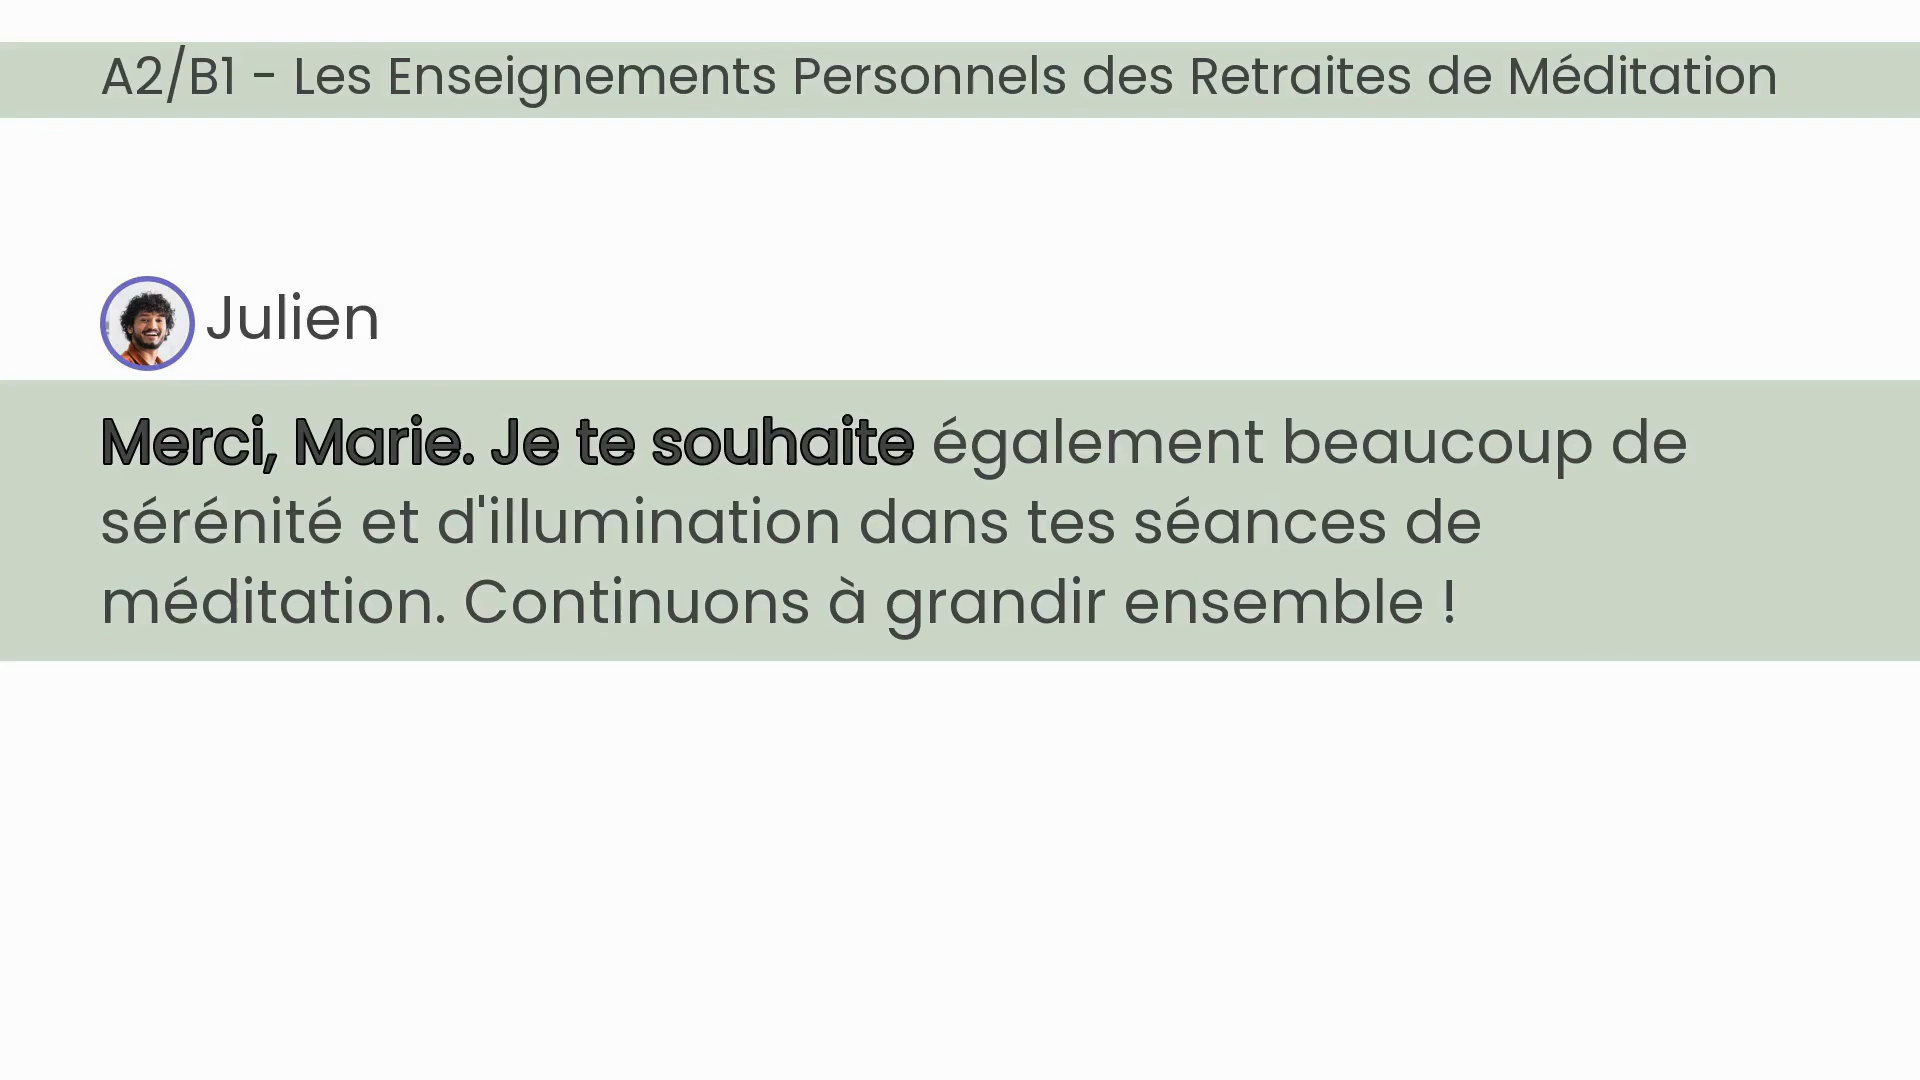 A2/B1 - Les Enseignements Personnels des Retraites de Méditation
Julien
Merci, Marie. Je te souhaite également beaucoup de
sérénité et d'illumination dans tes séances de
méditation. Continuons à grandir ensemble !